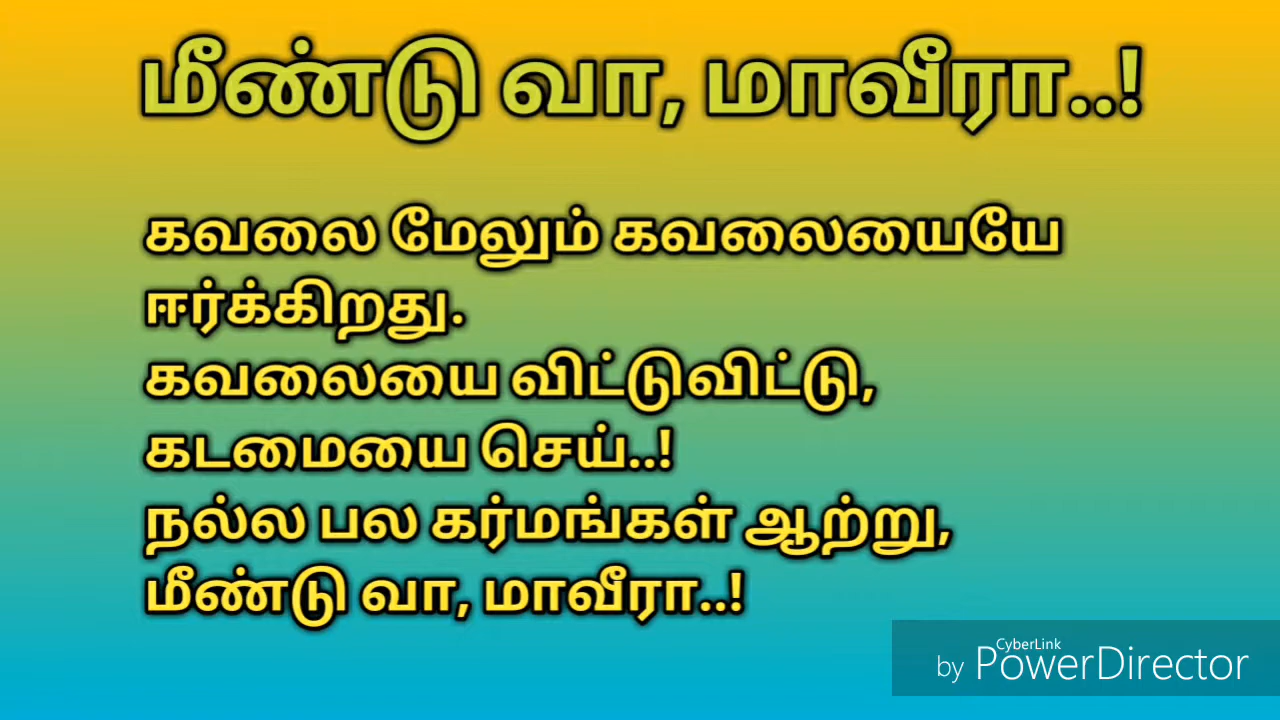 மீண்டு வா, மாவீரா..!
கவலை மேலும் கவலையையே
ஈர்க்கிறது.
கவலையை விட்டுவிட்டு,
கடமையை செய்..!
நல்ல பல கர்மங்கள் ஆற்று,
மீண்டு வா, மாவீரா..!
CyberLink
by PowerDirector